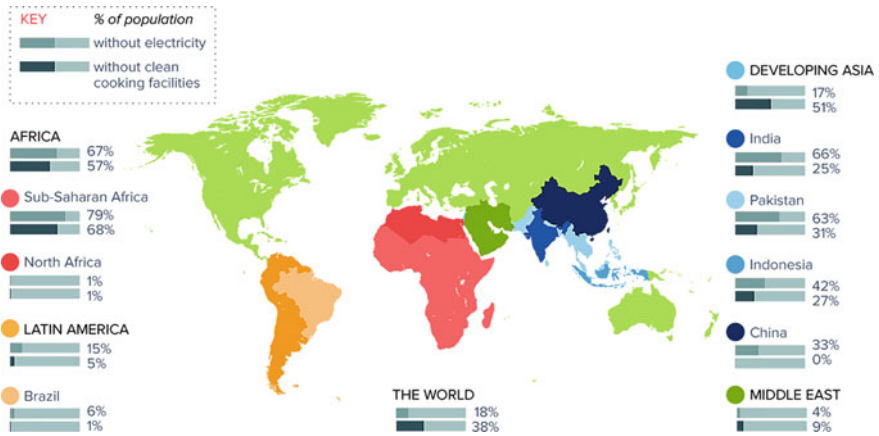 KEY
% of population
without electricity
without clean
cooking facilities
AFRICA
67%
57%
Sub-Saharan Africa
79%
68%
North Africa
1%
1%
LATIN AMERICA
15%
5%
Brazil
6%
1%
THE WORLD
18%
38%
DEVELOPING ASIA
17%
51%
India
66%
25%
Pakistan
63%
31%
Indonesia
42%
27%
China
33%
0%
MIDDLE EAST
4%
9%